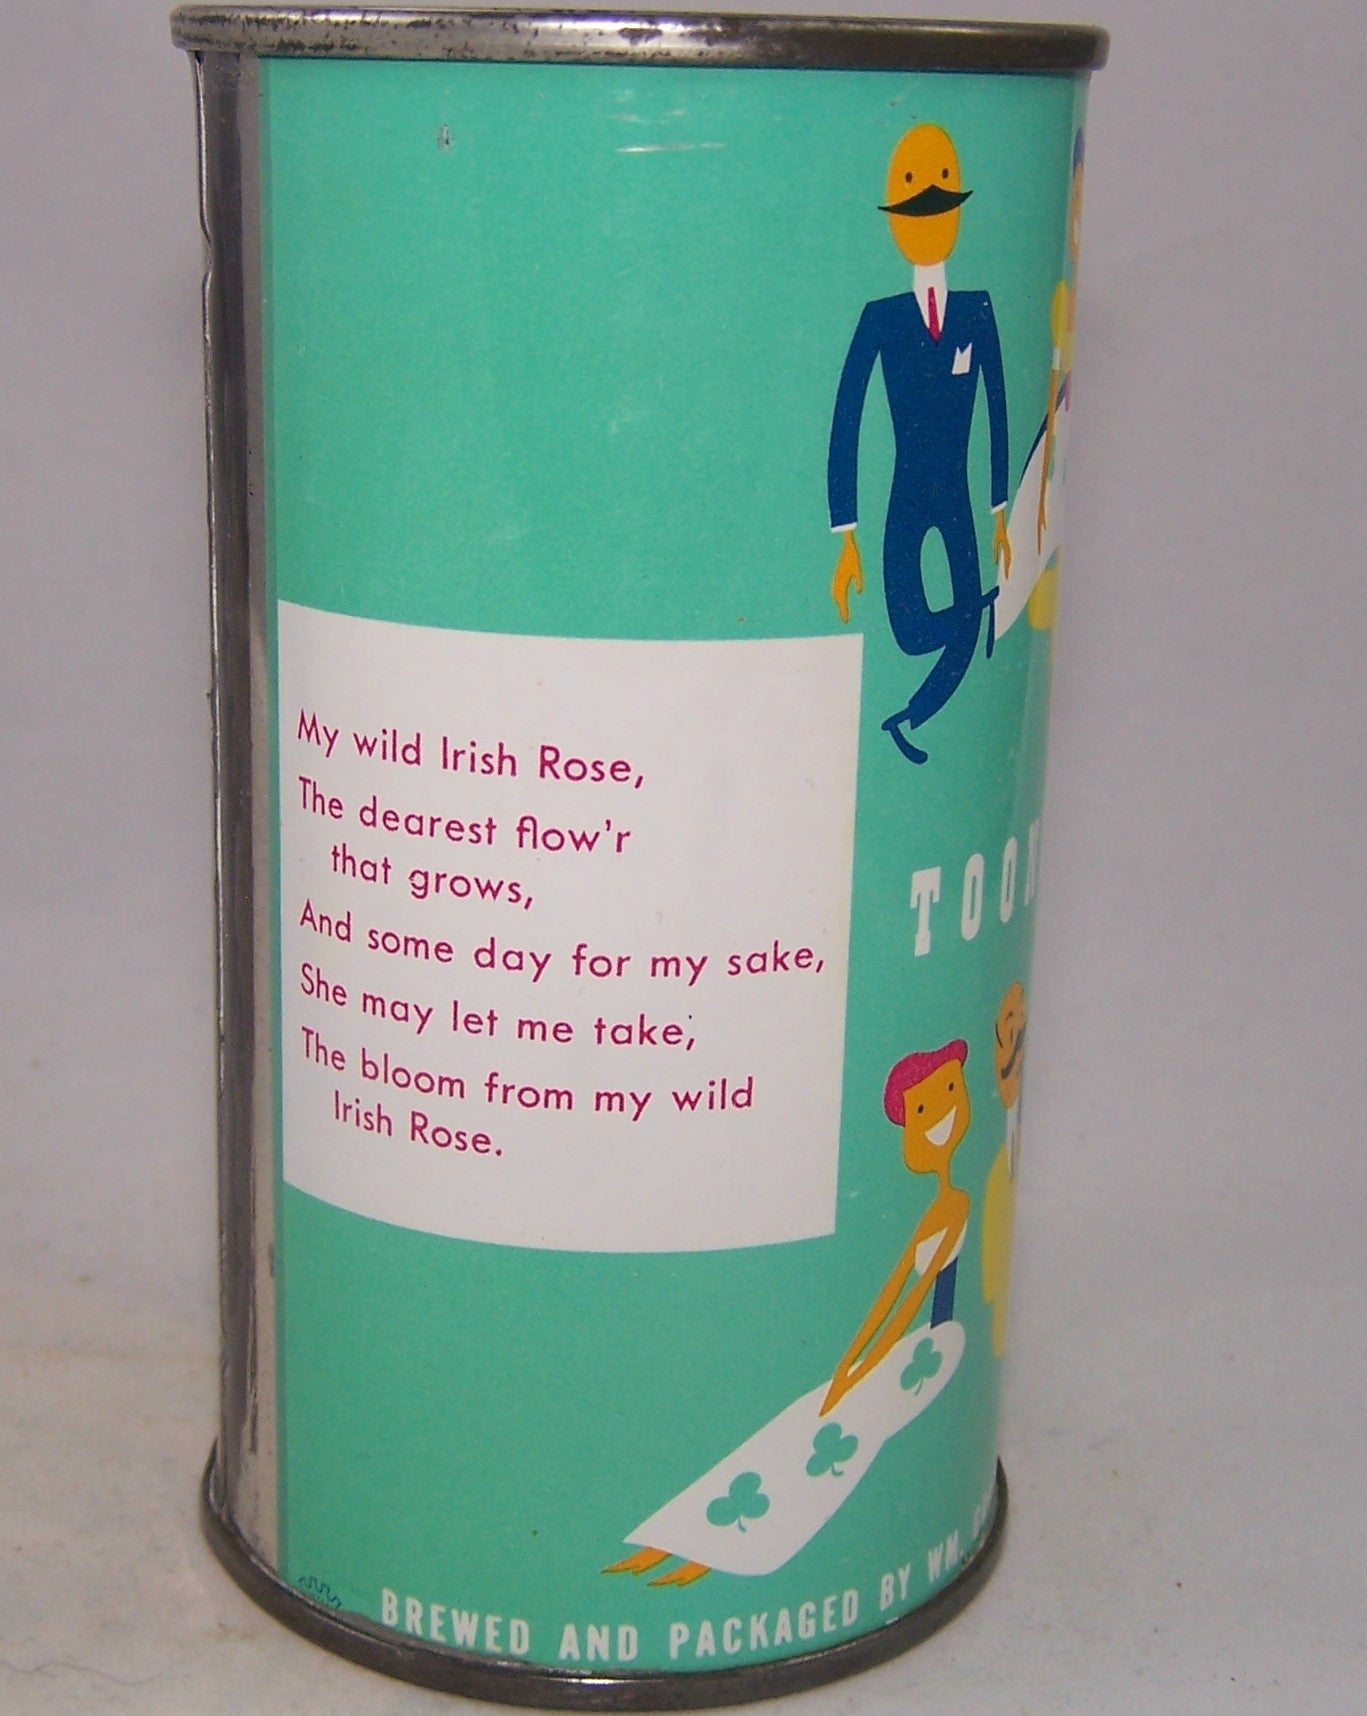 My wild Irish Rose,
The dearest flow'r
that grows,
And some day for my sake,
She may let me take,
The bloom from my wild
Irish Rose.
BREWED AND PACKAGED BY WM.